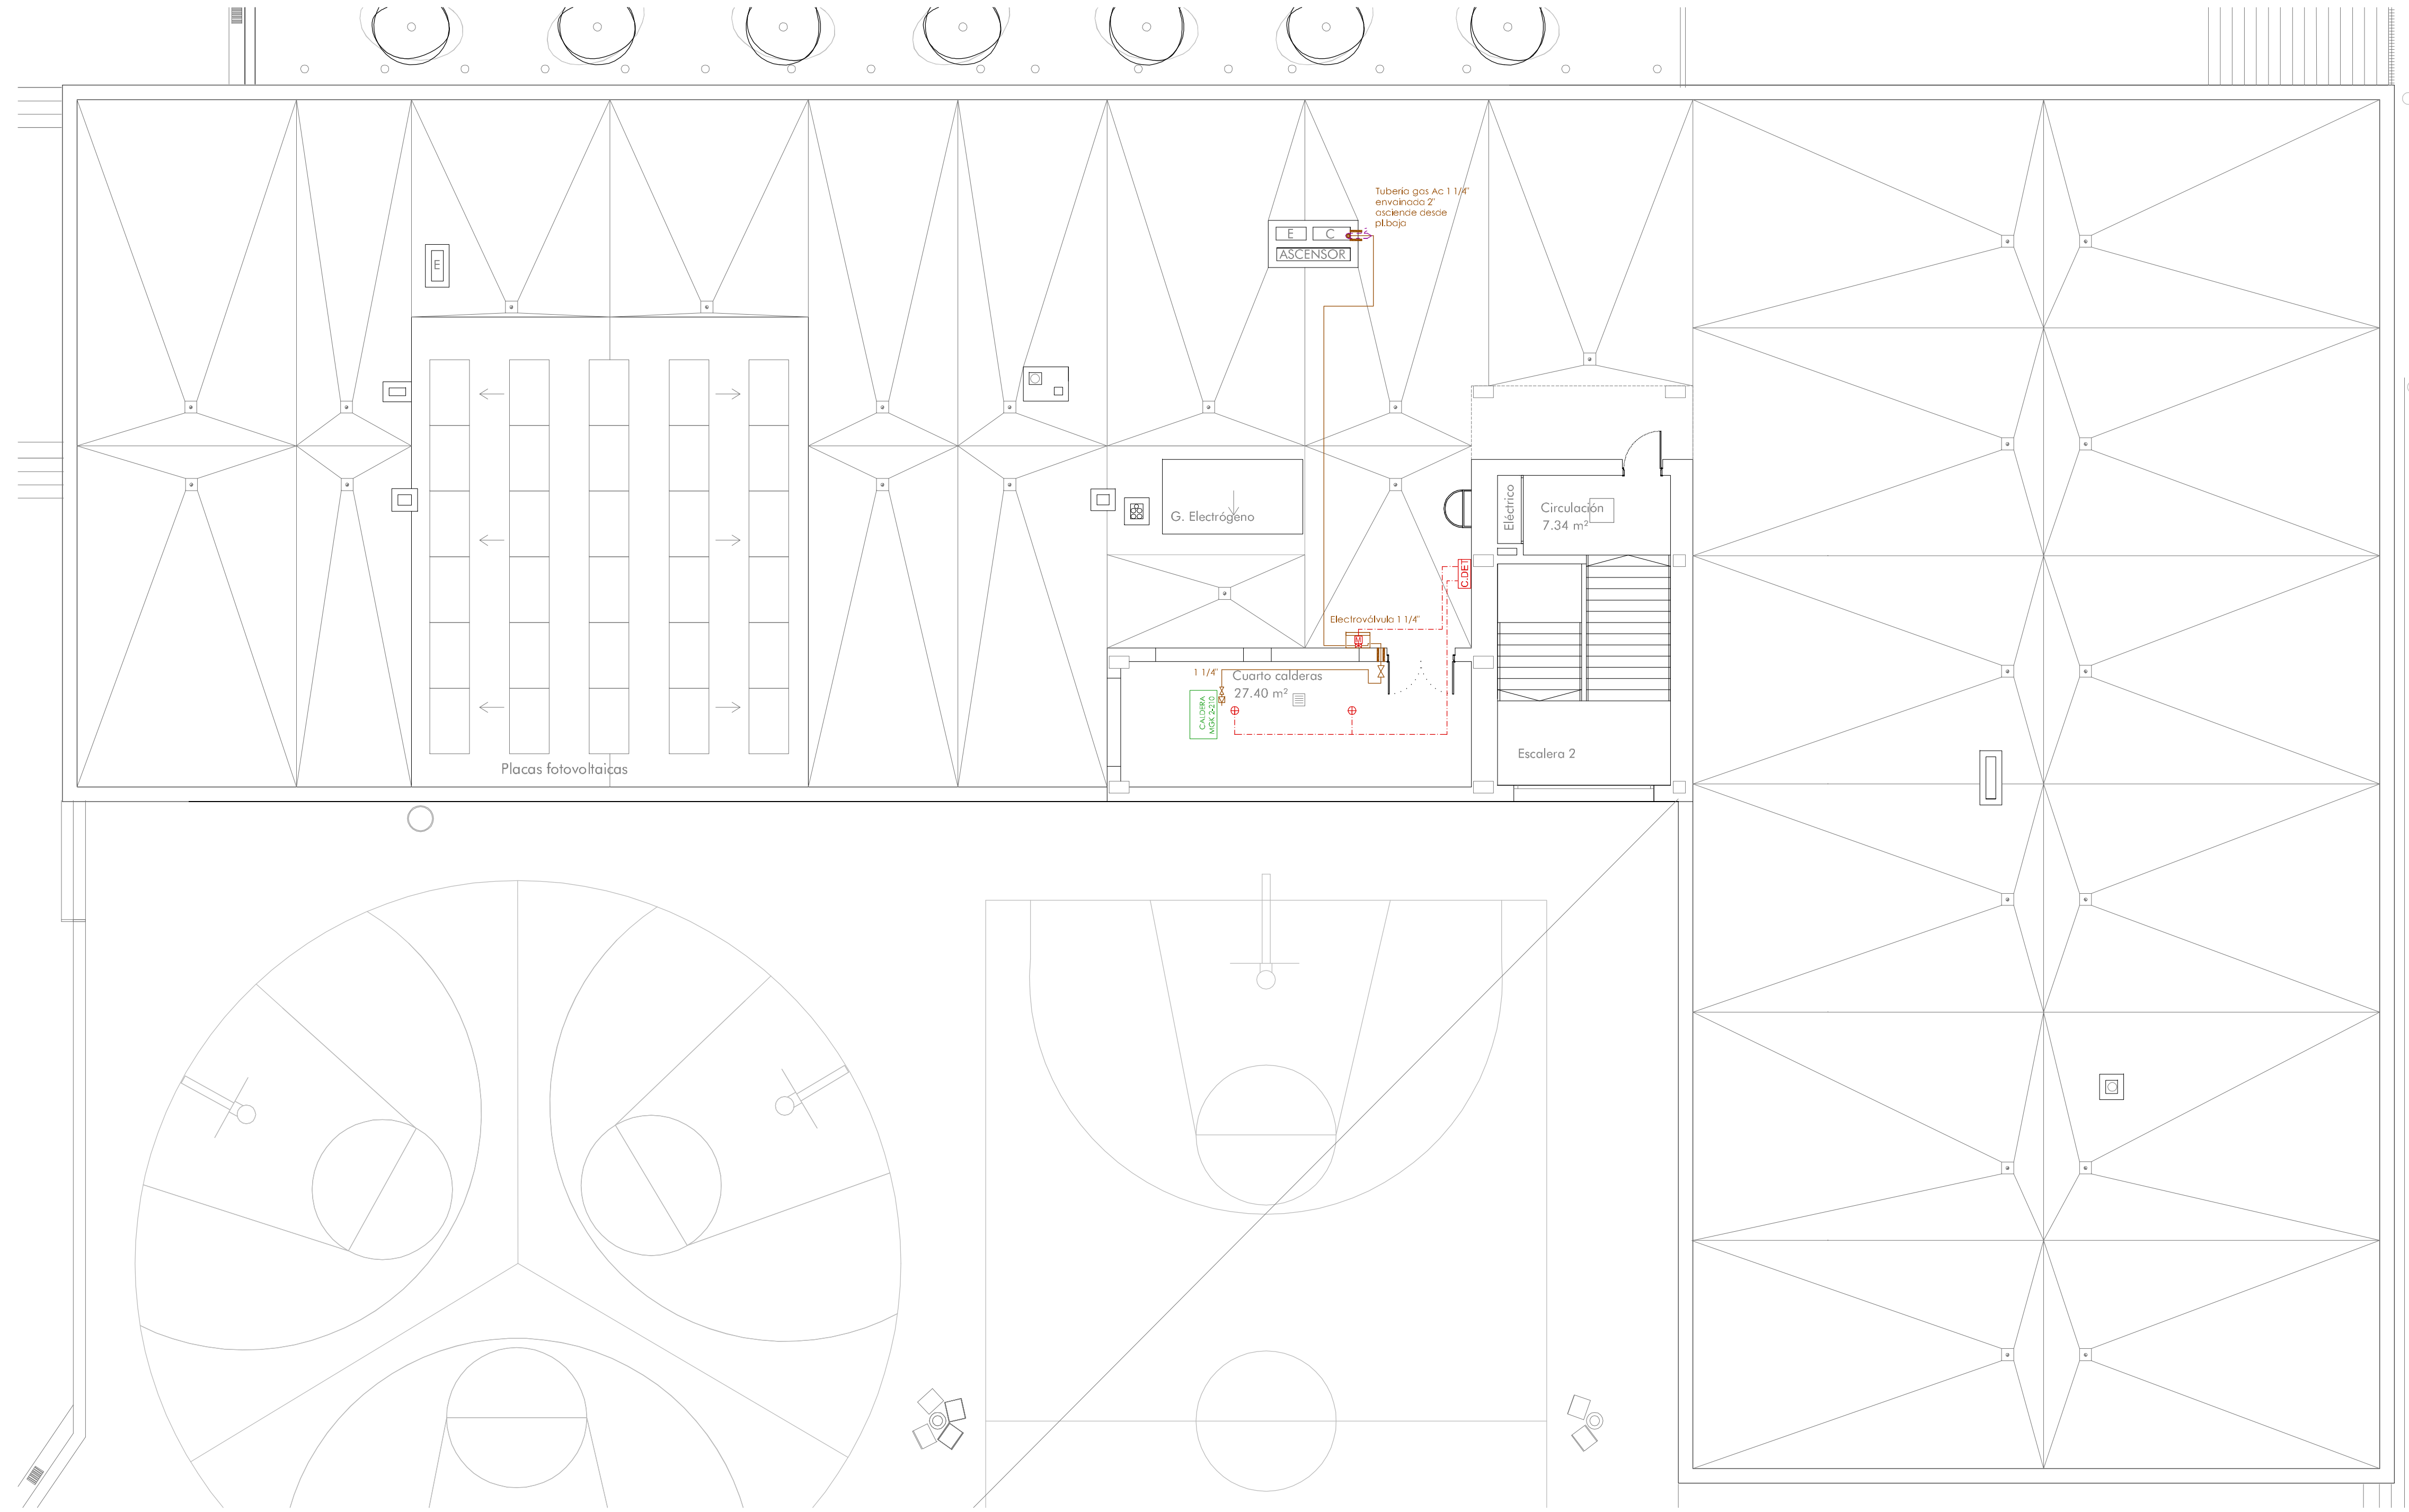 Tuberia gas Ac 1 1/4"
envainada 2"
asciende desde
pl.baja
E
C
ASCENSOR
E
Eléctrico
Circulación
7.34 m²
G. Electrógeno
C.DET
Electroválvula 1 1/4"
M
1 1/4"
Cuarto calderas
27.40 m²
CALDERA
MGK 2-210
Escalera 2
Placas fotovoltaicas